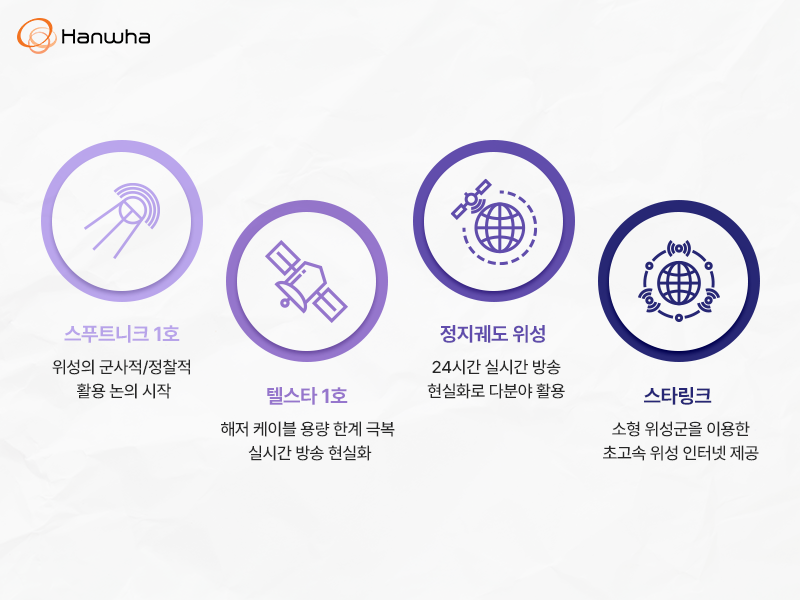 Hanwha
스푸트니크 1호
위성의 군사적/정찰적
활용 논의 시작
텔스타 1호
해저 케이블 용량 한계 극복
실시간 방송 현실화
정지궤도 위성
24시간 실시간 방송
현실화로 다분야 활용
스타링크
소형 위성군을 이용한
초고속 위성 인터넷 제공